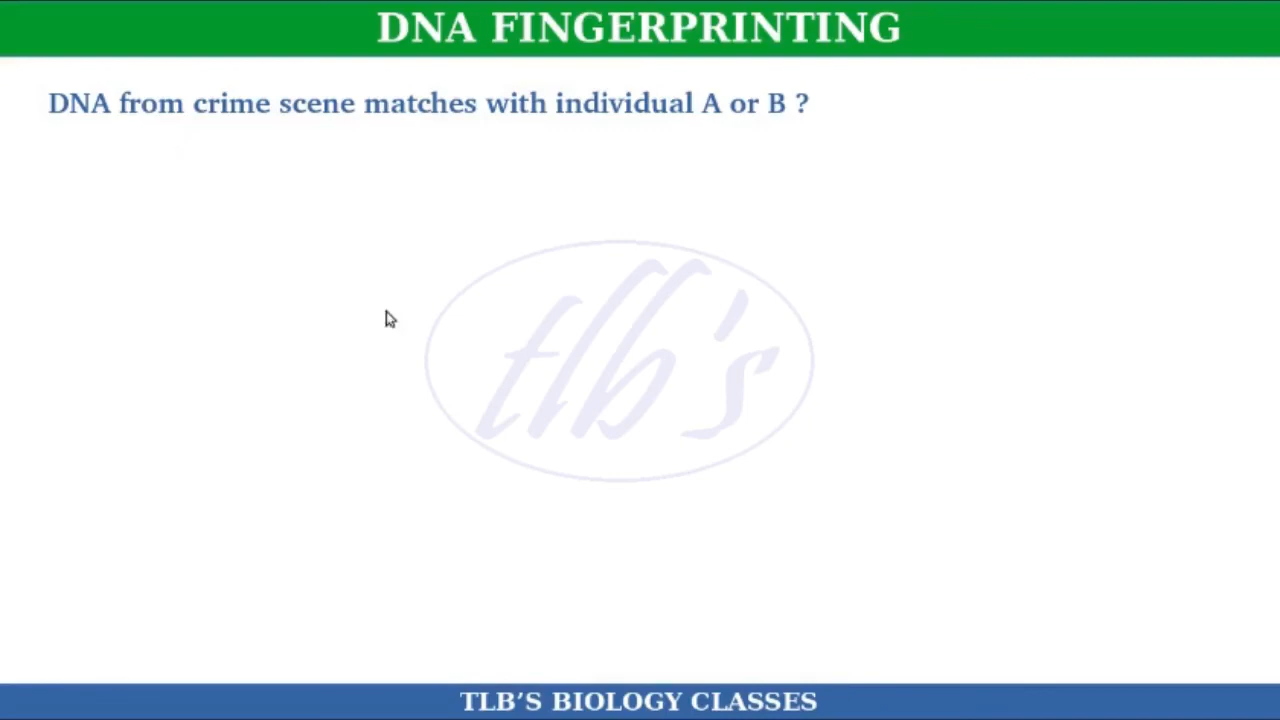 DNA FINGERPRINTING
DNA from crime scene matches with individual A or B ?
tlb's
TLB’S BIOLOGY CLASSES